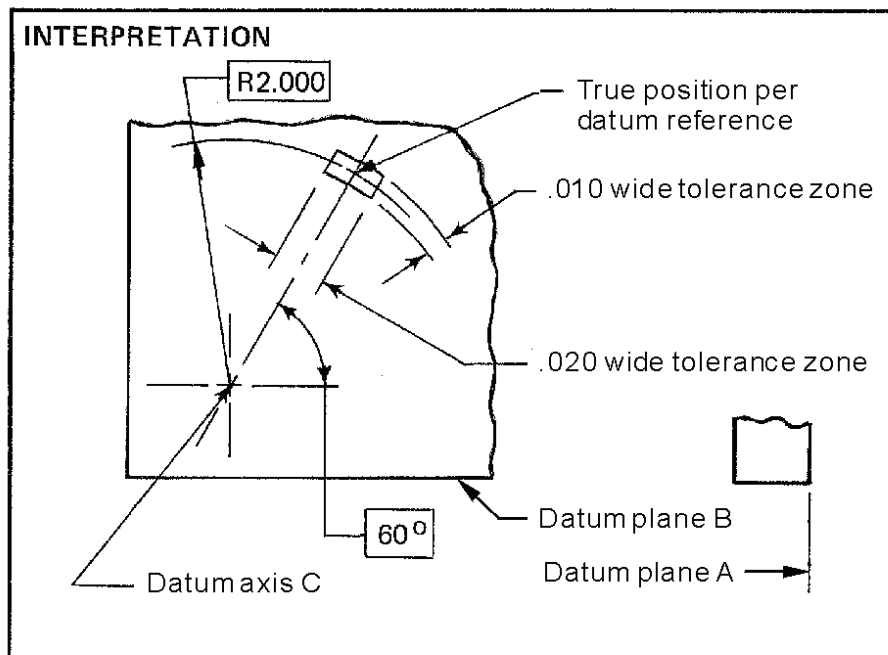 INTERPRETATION
R2.000
True position per
datum reference
.010 wide tolerance zone
.020 wide tolerance zone
Datum plane B
60°
Datum plane A
Datum axis C